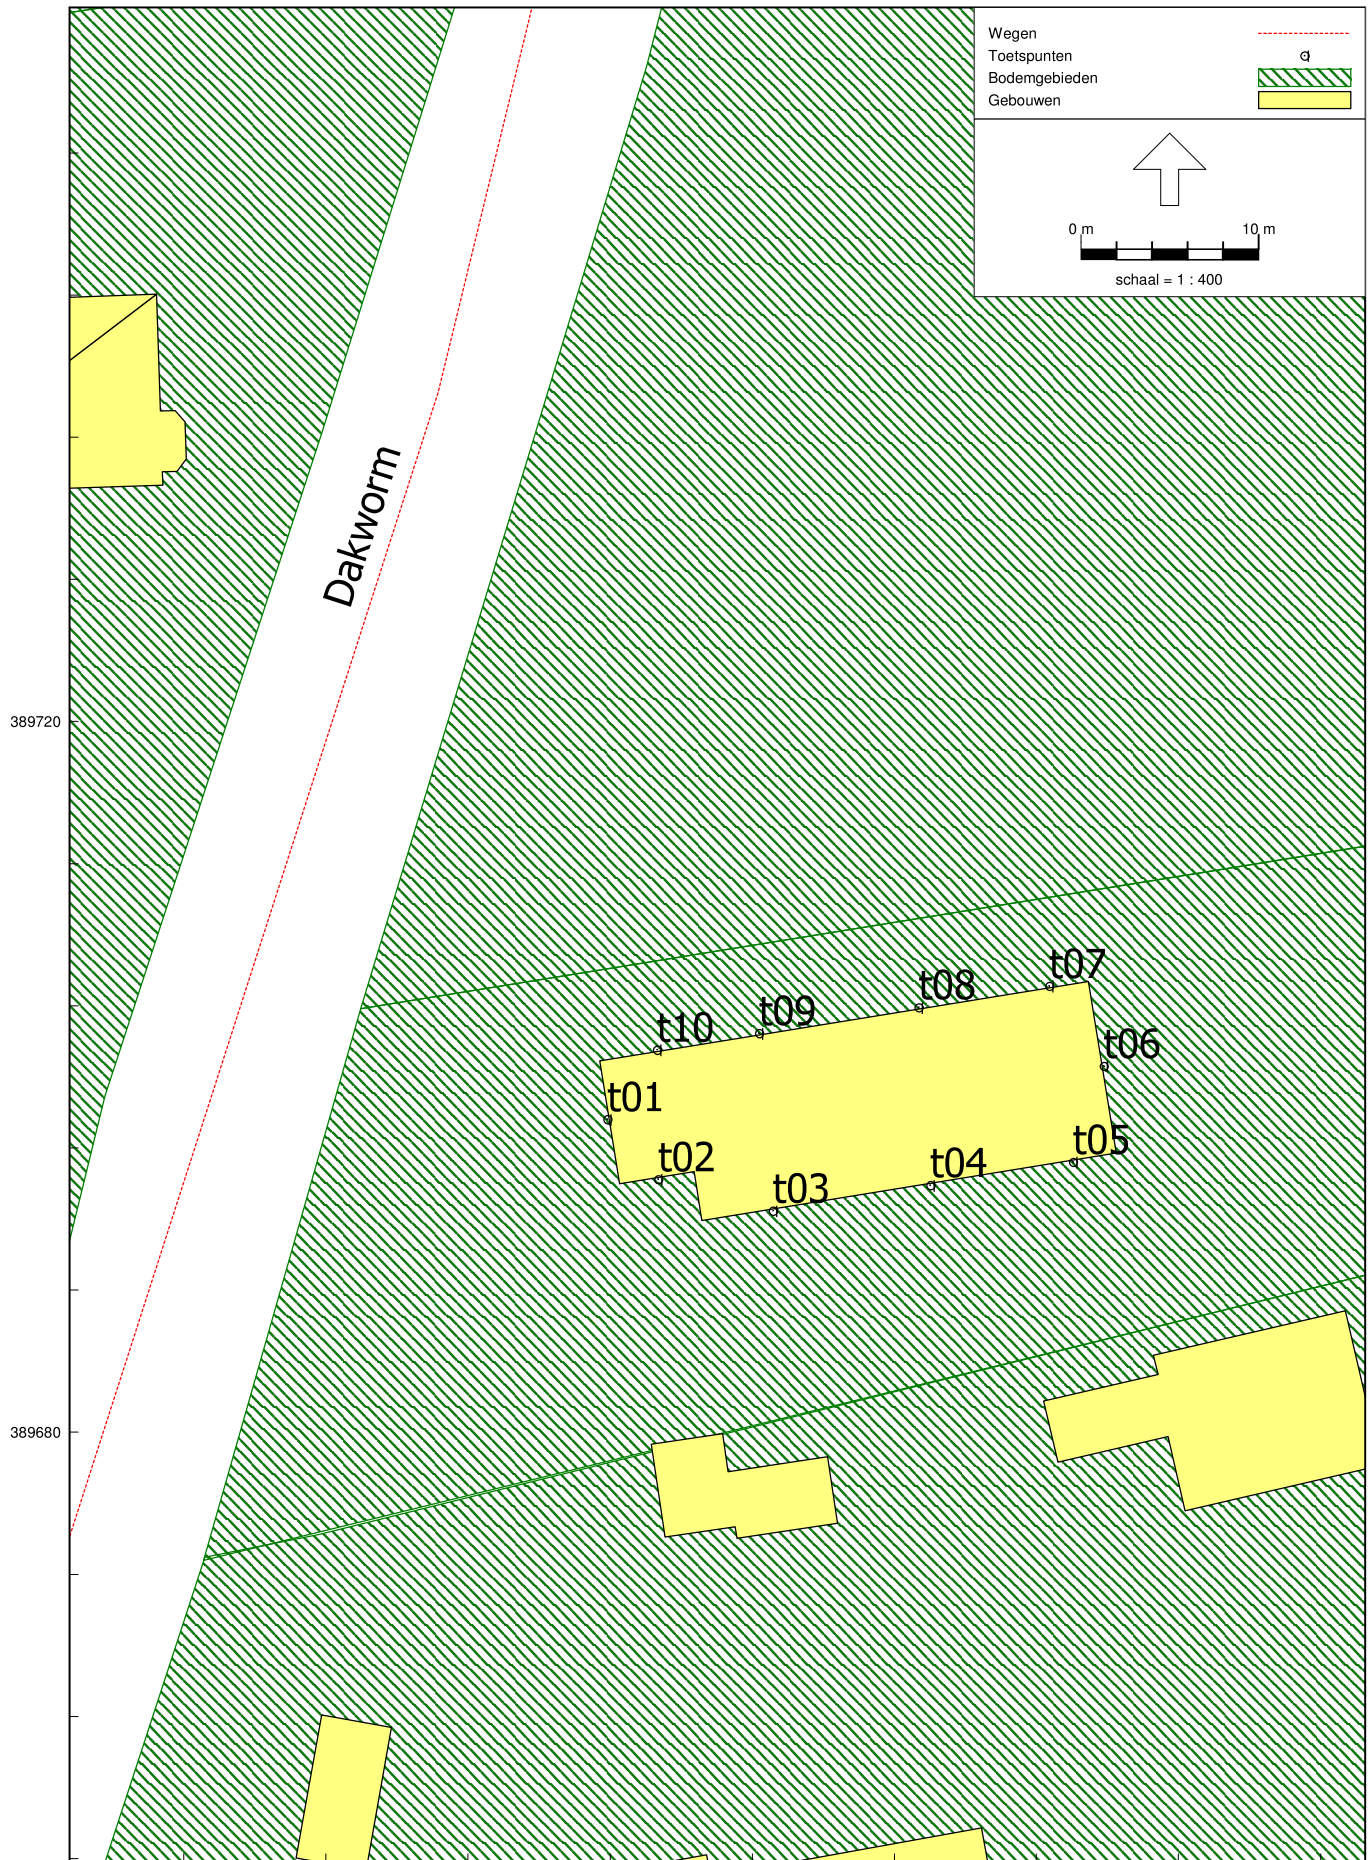 Wegen
Toetspunten
Bodemgebieden
Gebouwen
0 m 10 m
schaal = 1 : 400
Dakworm
389720
t07
t08
t09
t10
t06
t01
t05
t02
t04
t03
389680